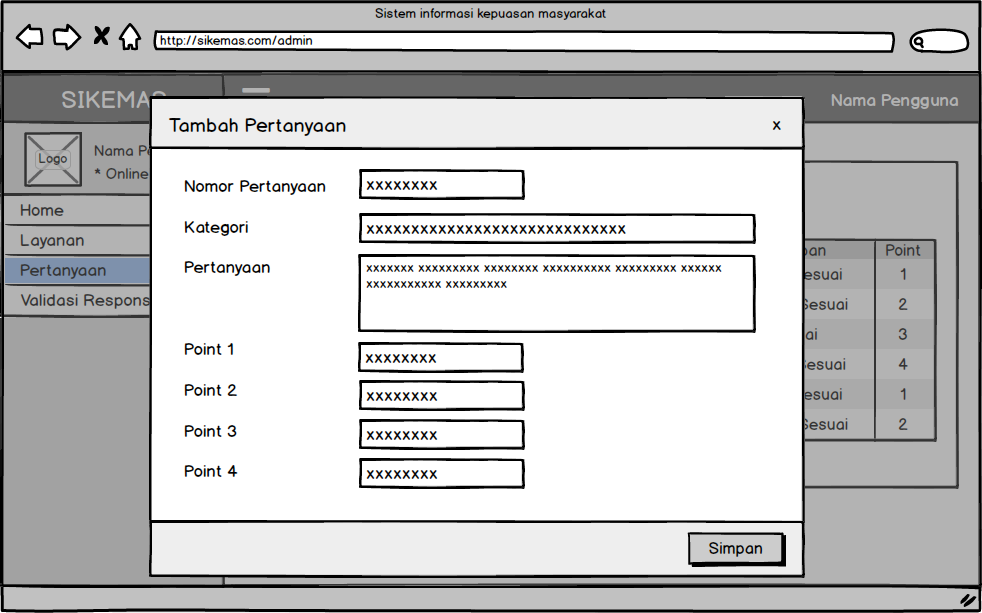 Sistem informasi kepuasan masyarakat
http://sikemas.com/admin
SIKEMAS
Nama Pengguna
Tambah Pertanyaan x
Logo
Nama
* Online
Home
Layanan
Pertanyaan
Validasi Respons
Nomor Pertanyaan xxxxxxxx
Kategori xxxxxxxxxxxxxxxxxxxxxxxxxxxxx
Pertanyaan xxxxxxx xxxxxxxxx xxxxxxxx xxxxxxxxxx xxxxxxxxx xxxxxx
xxxxxxxxxxx xxxxxxxxx
Point 1 xxxxxxxx
Point 2 xxxxxxxx
Point 3 xxxxxxxx
Point 4 xxxxxxxx
Simpan
Point
esuai 1
Sesuai 2
ai 3
esuai 4
esuai 1
Sesuai 2